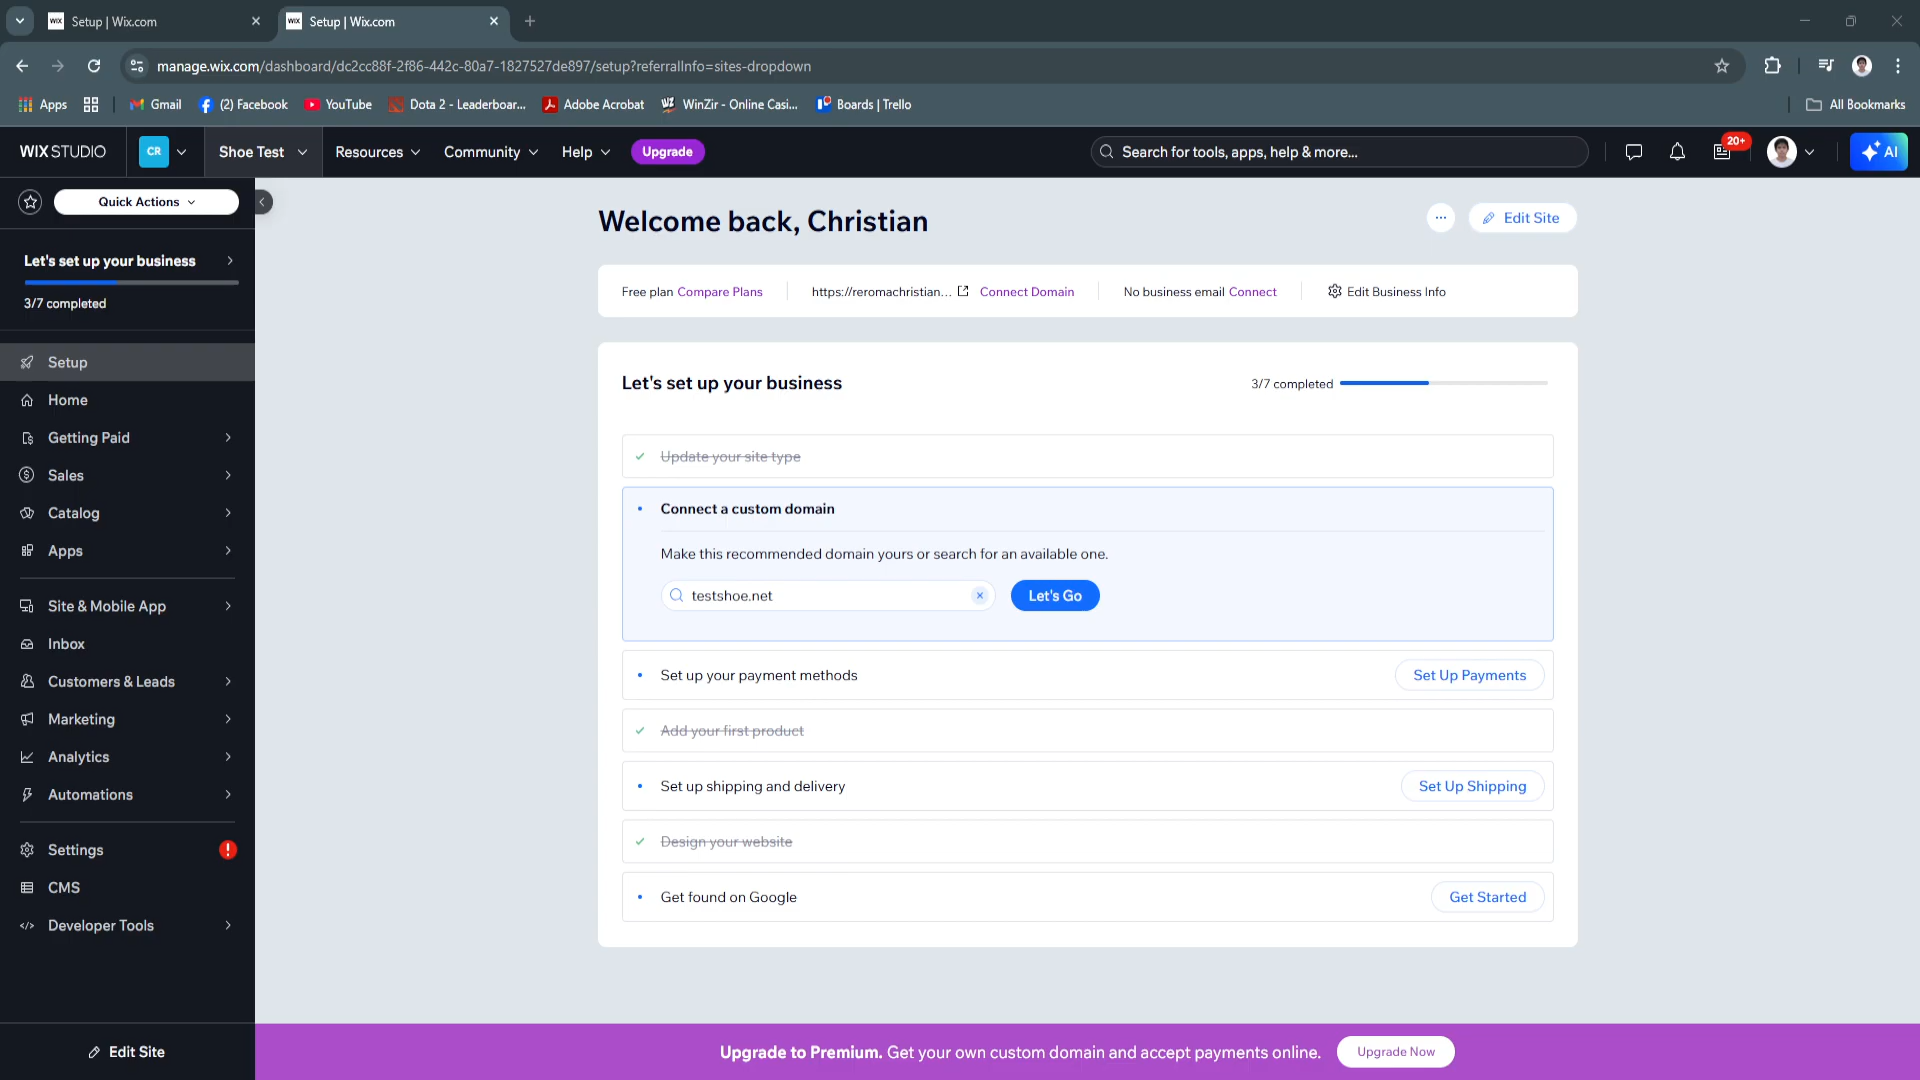 WIX Setup | Wix.com
WIX Setup | Wix.com
manage.wix.com/dashboard/dc2cc88f-2f86-442c-80a7-1827527de897/setup?referralInfo=sites-dropdown
Apps Gmail (2) Facebook YouTube Dota 2 - Leaderboar... Adobe Acrobat WinZir - Online Casi... Boards | Trello All Bookmarks
WIX STUDIO CR Shoe Test Resources Community Help Upgrade Search for tools, apps, help & more... 20+ AI
Quick Actions
Let's set up your business
3/7 completed
Setup
Home
Getting Paid
Sales
Catalog
Apps
Site & Mobile App
Inbox
Customers & Leads
Marketing
Analytics
Automations
Settings
CMS
Developer Tools
Edit Site
Welcome back, Christian
Edit Site
Free plan Compare Plans https://reromachristian... Connect Domain No business email Connect Edit Business Info
Let's set up your business
3/7 completed
Update your site type
Connect a custom domain
Make this recommended domain yours or search for an available one.
testshoe.net Let's Go
Set up your payment methods Set Up Payments
Add your first product
Set up shipping and delivery Set Up Shipping
Design your website
Get found on Google Get Started
Upgrade to Premium. Get your own custom domain and accept payments online. Upgrade Now